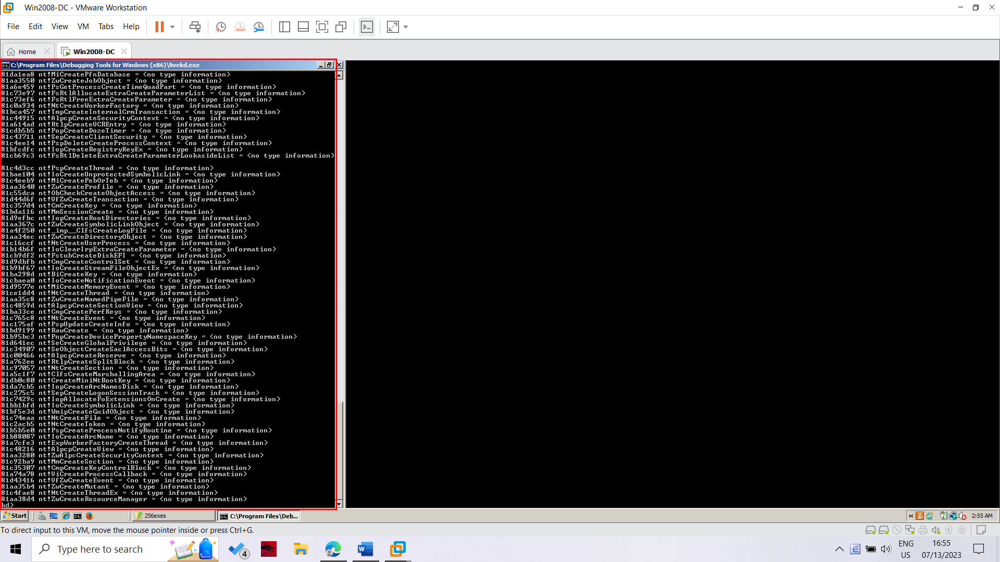 Win2008-DC - VMware Workstation
File Edit View VM Tabs Help
Home
Win2008-DC
C:\Program Files\Debugging Tools for Windows (x86)\livekd.exe
81da1ea8 nt!MiCreatePfnDatabase = <no type information>
81aa3550 nt!ZwCreateJobObject = <no type information>
81a6e459 nt!PsGetProcessCreateTimeQuadPart = <no type information>
81c73e97 nt!FsRtlAllocateExtraCreateParameterList = <no type information>
81c73ef6 nt!FsRtlFreeExtraCreateParameter = <no type information>
81c0a934 nt!NtCreateWorkerFactory = <no type information>
81bca457 nt!TmpCreateInternalCrmTransaction = <no type information>
81c44915 nt!AlpcpCreateSecurityContext = <no type information>
81a614ad nt!RtlpCreateUCREntry = <no type information>
81cdb5b5 nt!PopCreateDozeTimer = <no type information>
81c43711 nt!SepCreateClientSecurity = <no type information>
81c4ee14 nt!PspDeleteCreateProcessContext = <no type information>
81bfcdfc nt!IopCreateRegistryKeyEx = <no type information>
81cb69c3 nt!FsRtlDeleteExtraCreateParameterLookasideList = <no type information>
81c4d3cc nt!PspCreateThread = <no type information>
81bae104 nt!IoCreateUnprotectedSymbolicLink = <no type information>
81c4eeb9 nt!MiCreatePebOrTeb = <no type information>
81aa3640 nt!ZwCreateProfile = <no type information>
81c55dca nt!ObCheckCreateObjectAccess = <no type information>
81d44d6f nt!VfZwCreateTransaction = <no type information>
81c357d4 nt!CmCreateKey = <no type information>
81bda116 nt!MmSessionCreate = <no type information>
81d9efbc nt!IopCreateRootDirectories = <no type information>
81aa367c nt!ZwCreateSymbolicLinkObject = <no type information>
81a4f250 nt!_imp__ClfsCreateLogFile = <no type information>
81aa34ec nt!ZwCreateDirectoryObject = <no type information>
81c16ccf nt!NtCreateUserProcess = <no type information>
81b14b6f nt!IoClearIrpExtraCreateParameter = <no type information>
81cb9df2 nt!FstubCreateDiskEFI = <no type information>
81d9dbfb nt!CmpCreateControlSet = <no type information>
81b9bf67 nt!IoCreateStreamFileObjectEx = <no type information>
81ba298d nt!BiCreateKey = <no type information>
81cbaea0 nt!IoCreateNotificationEvent = <no type information>
81d9577e nt!MiCreateMemoryEvent = <no type information>
81ce1dd4 nt!NtCreateThread = <no type information>
81aa35c8 nt!ZwCreateNamedPipeFile = <no type information>
81c4859d nt!AlpcpCreateSectionView = <no type information>
81ba33ce nt!CmpCreatePerfKeys = <no type information>
81c765c8 nt!NtCreateEvent = <no type information>
81c175af nt!PspUpdateCreateInfo = <no type information>
81bd9199 nt!RawCreate = <no type information>
81b95bc3 nt!PnpCreateDevicePropertyNamespaceKey = <no type information>
81d641ec nt!SeCreateGlobalPrivilege = <no type information>
81c34907 nt!SeObjectCreateSaclAccessBits = <no type information>
81c00466 nt!AlpcpCreateReserve = <no type information>
81a762ee nt!RtlpCreateSplitBlock = <no type information>
81c97057 nt!NtCreateSection = <no type information>
81a5c1f7 nt!ClfsCreateMarshallingArea = <no type information>
81db0c80 nt!CreateMiniNtBootKey = <no type information>
81da7cb5 nt!IopCreateArcNamesDisk = <no type information>
81c275c5 nt!SepCreateLogonSessionTrack = <no type information>
81c7429c nt!IopAllocateFoExtensionsOnCreate = <no type information>
81bb1bfd nt!IoCreateSymbolicLink = <no type information>
81bf5e3d nt!WmipCreateGuidObject = <no type information>
81c74eaa nt!NtCreateFile = <no type information>
81c2acb5 nt!NtCreateToken = <no type information>
81b5b5e0 nt!PspCreateProcessNotifyRoutine = <no type information>
81b88087 nt!IoCreateArcName = <no type information>
81a7cfe3 nt!ExpWorkerFactoryCreateThread = <no type information>
81c48216 nt!AlpcpCreateView = <no type information>
81aa3280 nt!ZwAlpcCreateSecurityContext = <no type information>
81c92ba9 nt!MmCreateSection = <no type information>
81c35307 nt!CmpCreateKeyControlBlock = <no type information>
81a74a78 nt!ViCreateProcessCallback = <no type information>
81d43416 nt!VfZwCreateEvent = <no type information>
81aa35b4 nt!ZwCreateMutant = <no type information>
81c4fae8 nt!NtCreateThreadEx = <no type information>
81aa38d4 nt!ZwCreateResourceManager = <no type information>
kd>
Start 256exes C:\Program Files\Deb... 2:55 AM
To direct input to this VM, move the mouse pointer inside or press Ctrl+G.
Type here to search
4
ENG
US
16:55
07/13/2023